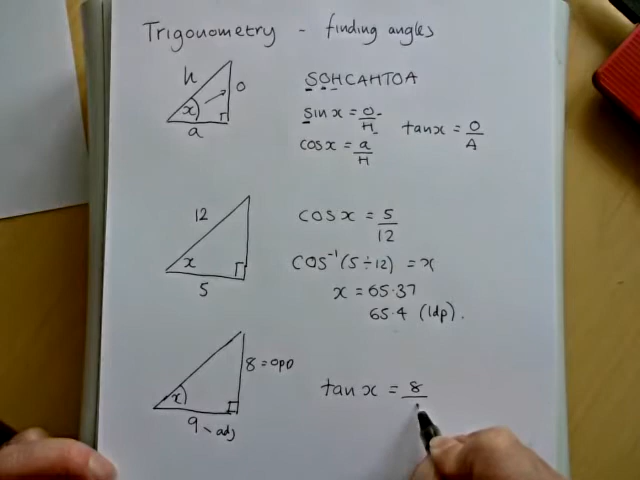 Trigonometry - finding angles
h
o
x
a
SOHCAHTOA
sin x = O/H
cos x = a/H
tan x = O/A
12
x
5
cos x = 5/12
cos⁻¹ (5 ÷ 12) = x
x = 65.37
65.4 (1dp).
8 = opp
x
9 - adj
tan x = 8/